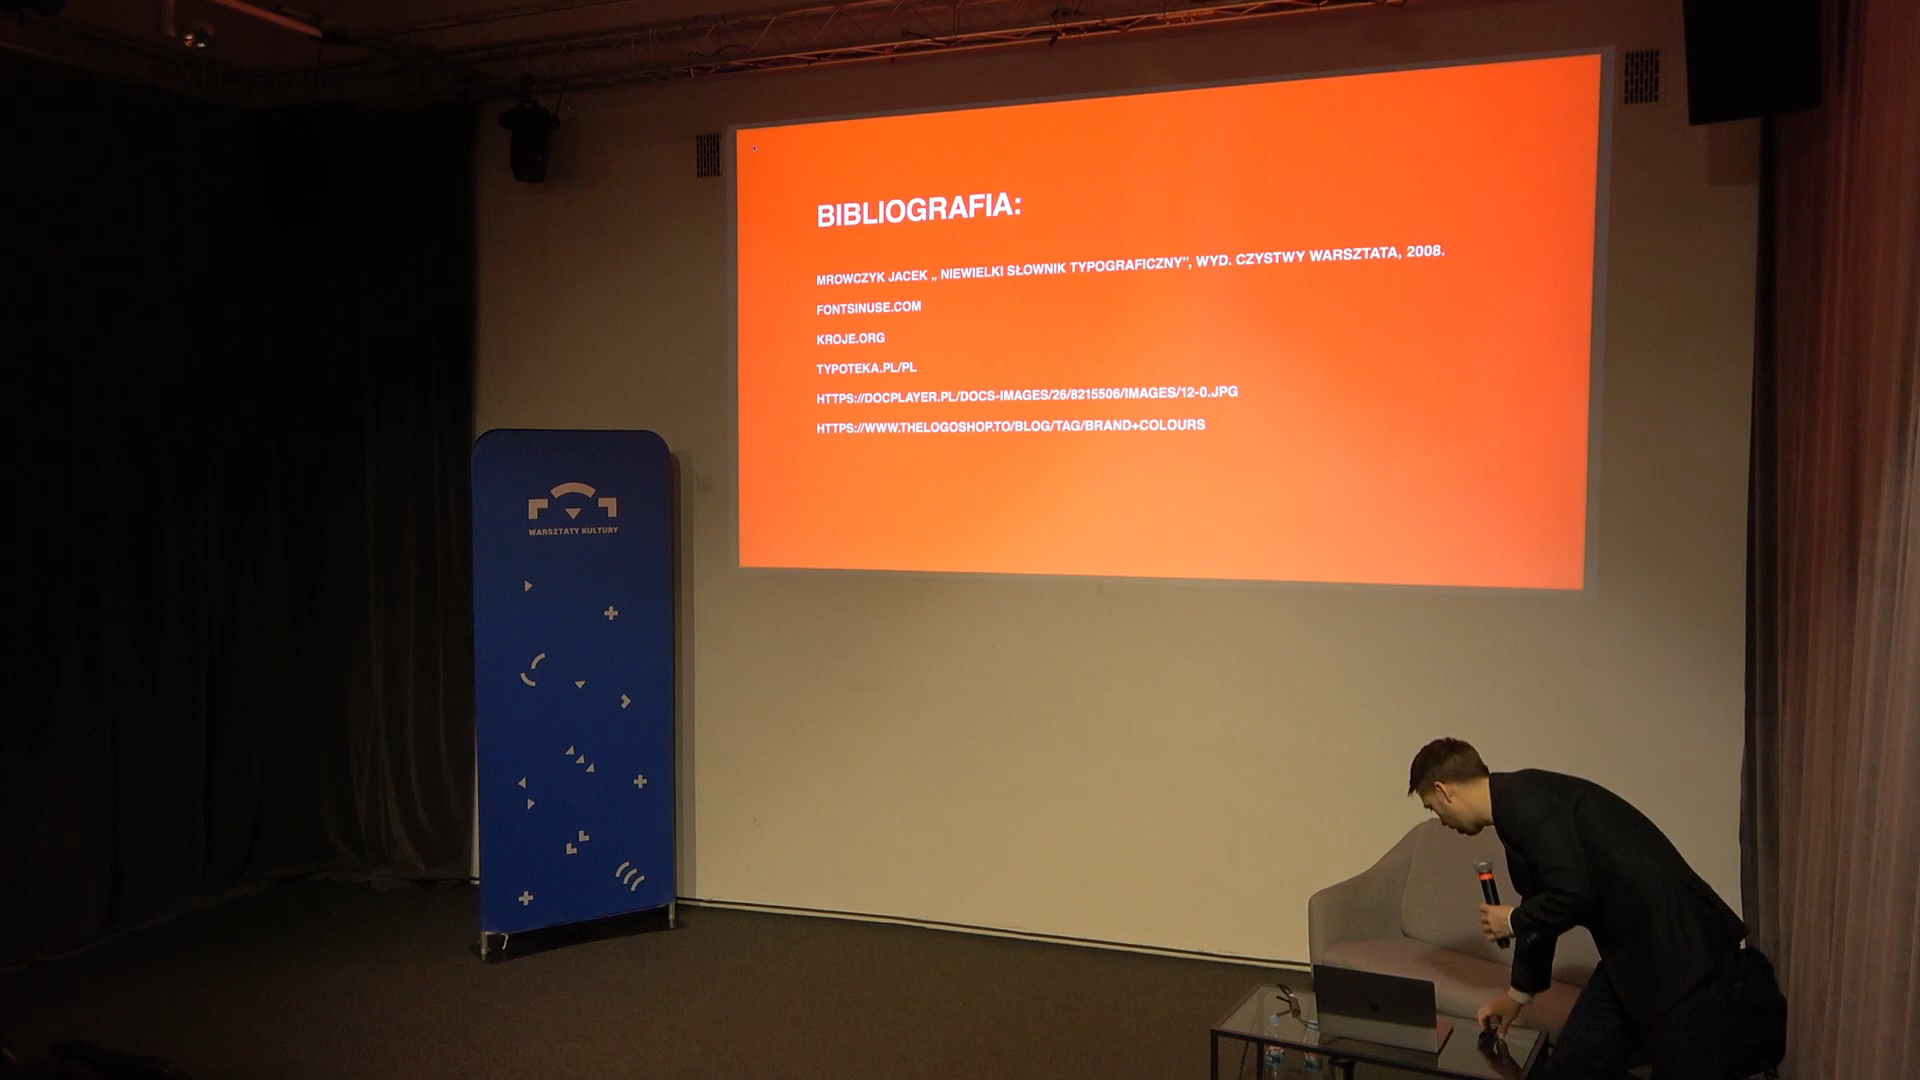 BIBLIOGRAFIA:
MROWCZYK JACEK „ NIEWIELKI SŁOWNIK TYPOGRAFICZNY”, WYD. CZYSTWY WARSZTATA, 2008.
FONTSINUSE.COM
KROJE.ORG
TYPOTEKA.PL/PL
HTTPS://DOCPLAYER.PL/DOCS-IMAGES/26/8215506/IMAGES/12-0.JPG
HTTPS://WWW.THELOGOSHOP.TO/BLOG/TAG/BRAND+COLOURS
WARSZTATY KULTURY